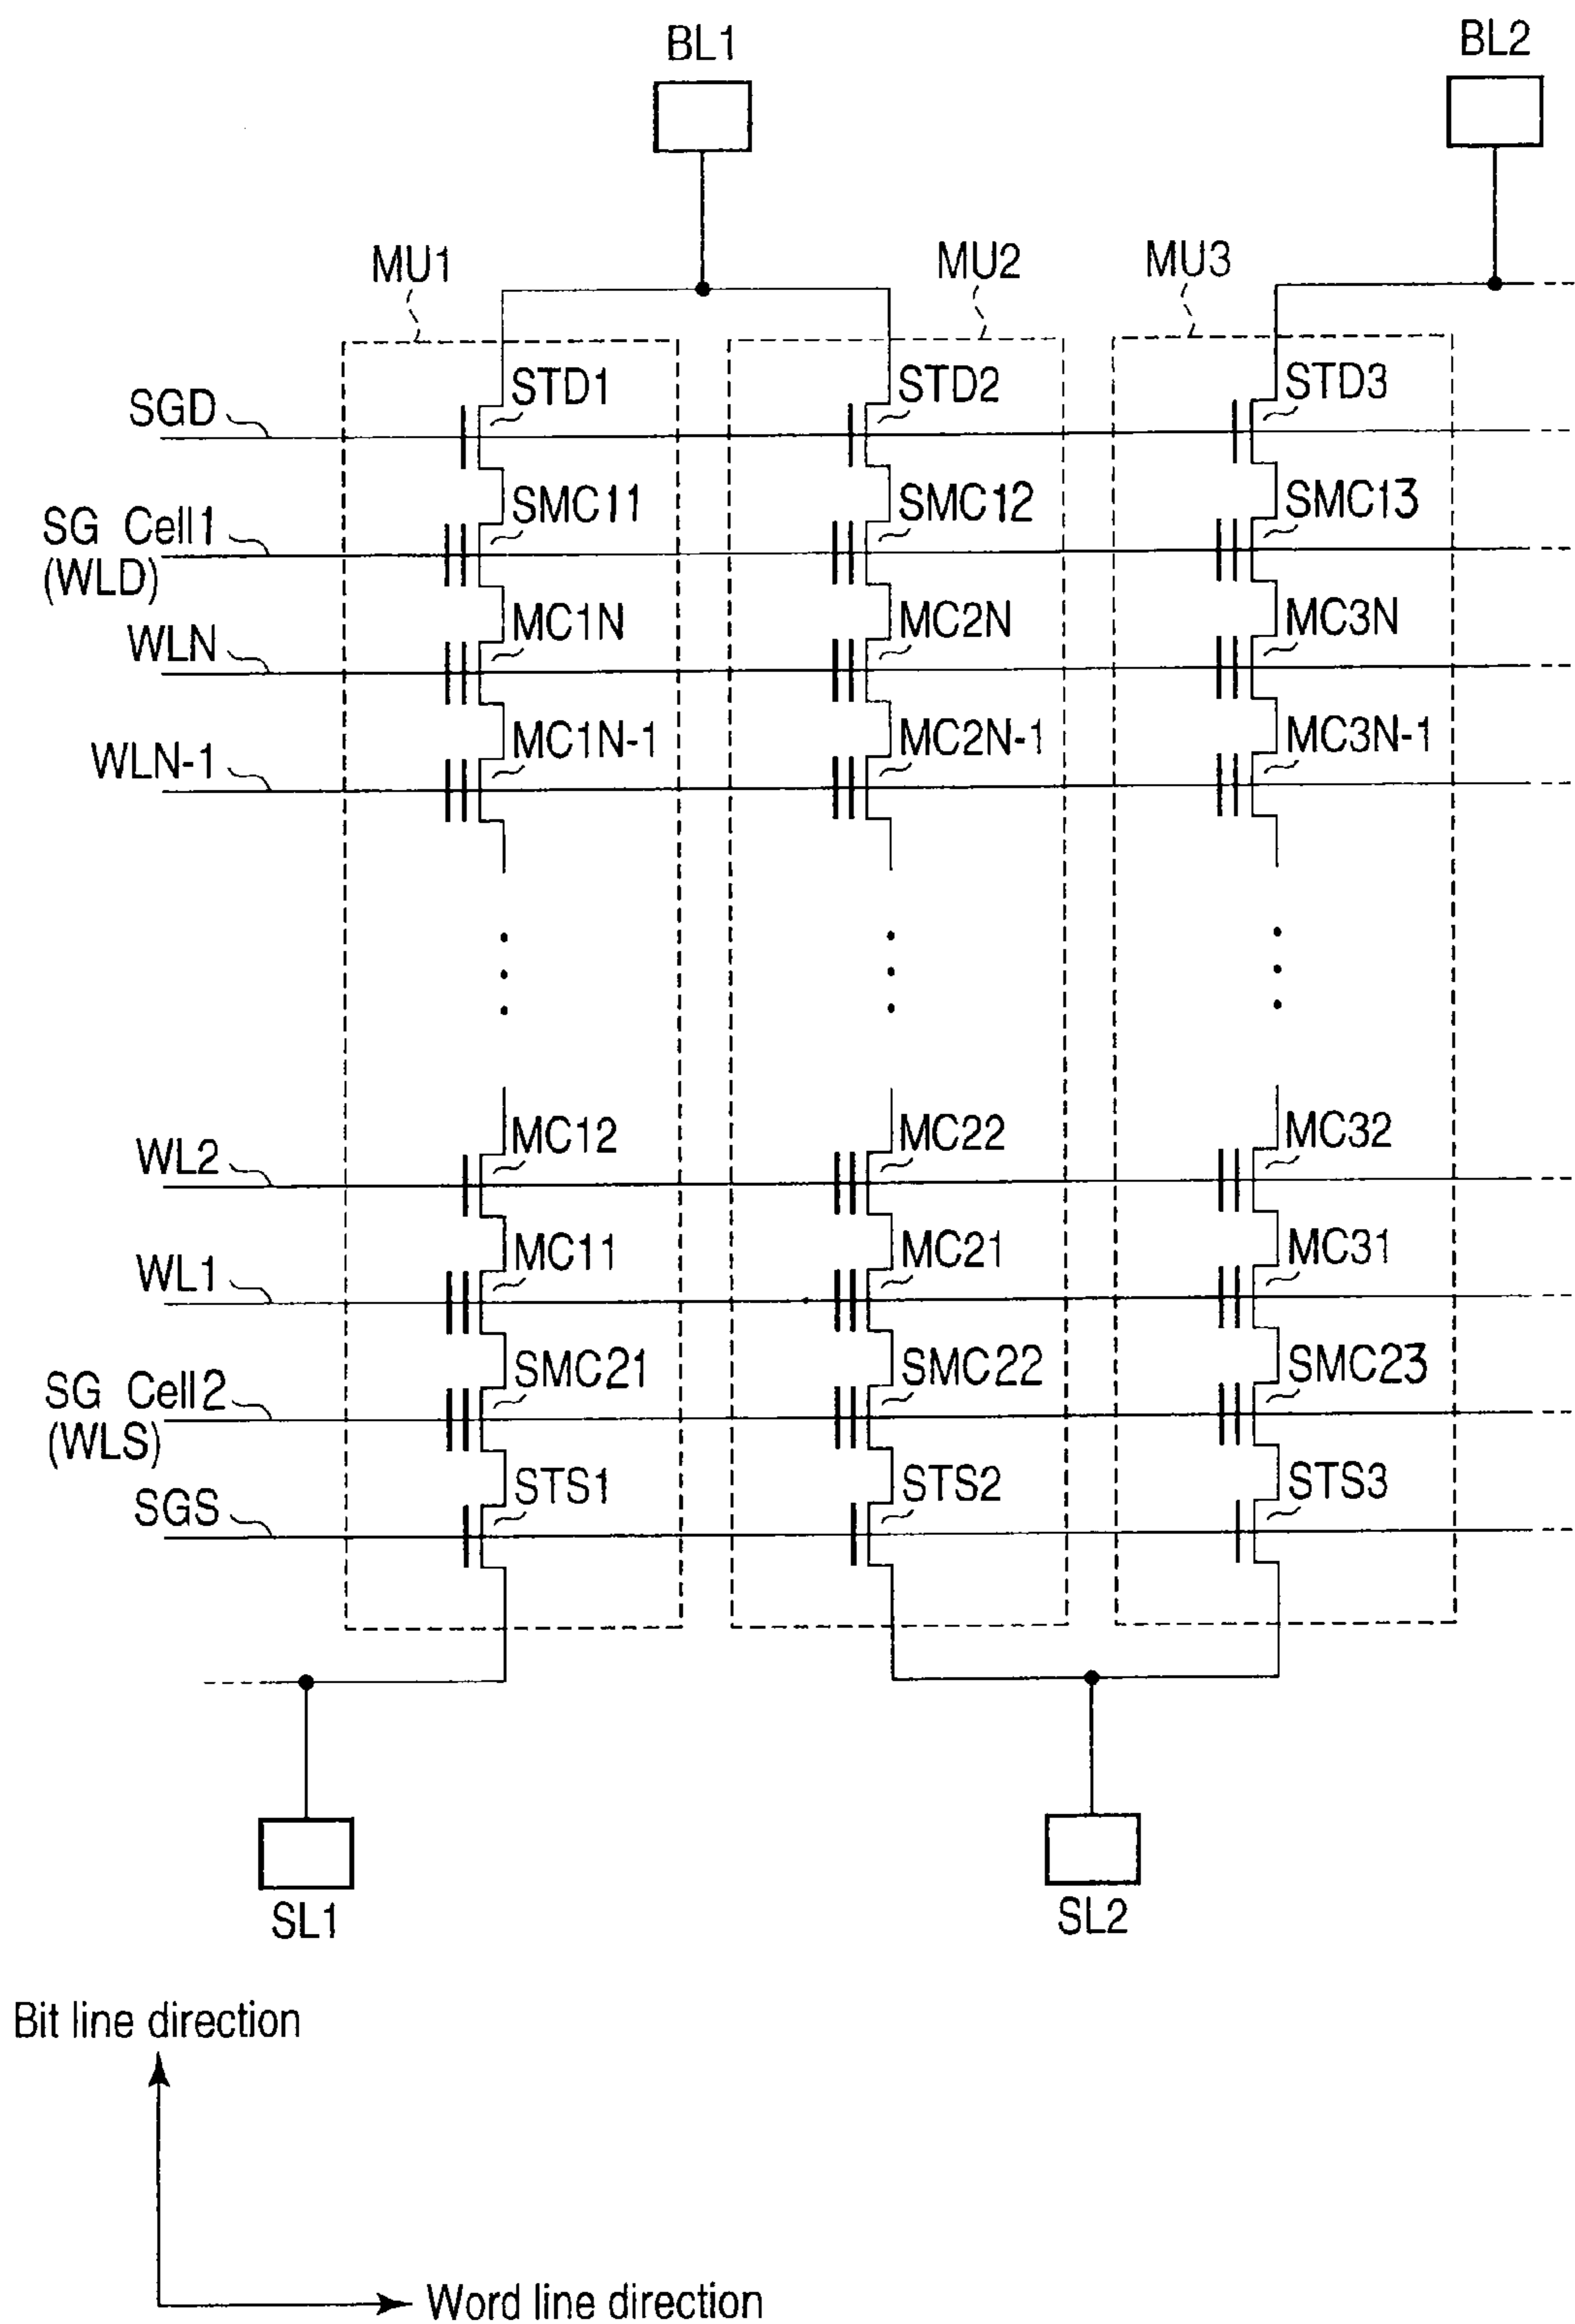 BL1 BL2
MU1 MU2 MU3
STD1 STD2 STD3
SGD
SMC11 SMC12 SMC13
SG Cell1
(WLD)
MC1N MC2N MC3N
WLN
MC1N-1 MC2N-1 MC3N-1
WLN-1
MC12 MC22 MC32
WL2
MC11 MC21 MC31
WL1
SMC21 SMC22 SMC23
SG Cell2
(WLS)
STS1 STS2 STS3
SGS
SL1 SL2
Bit line direction
Word line direction